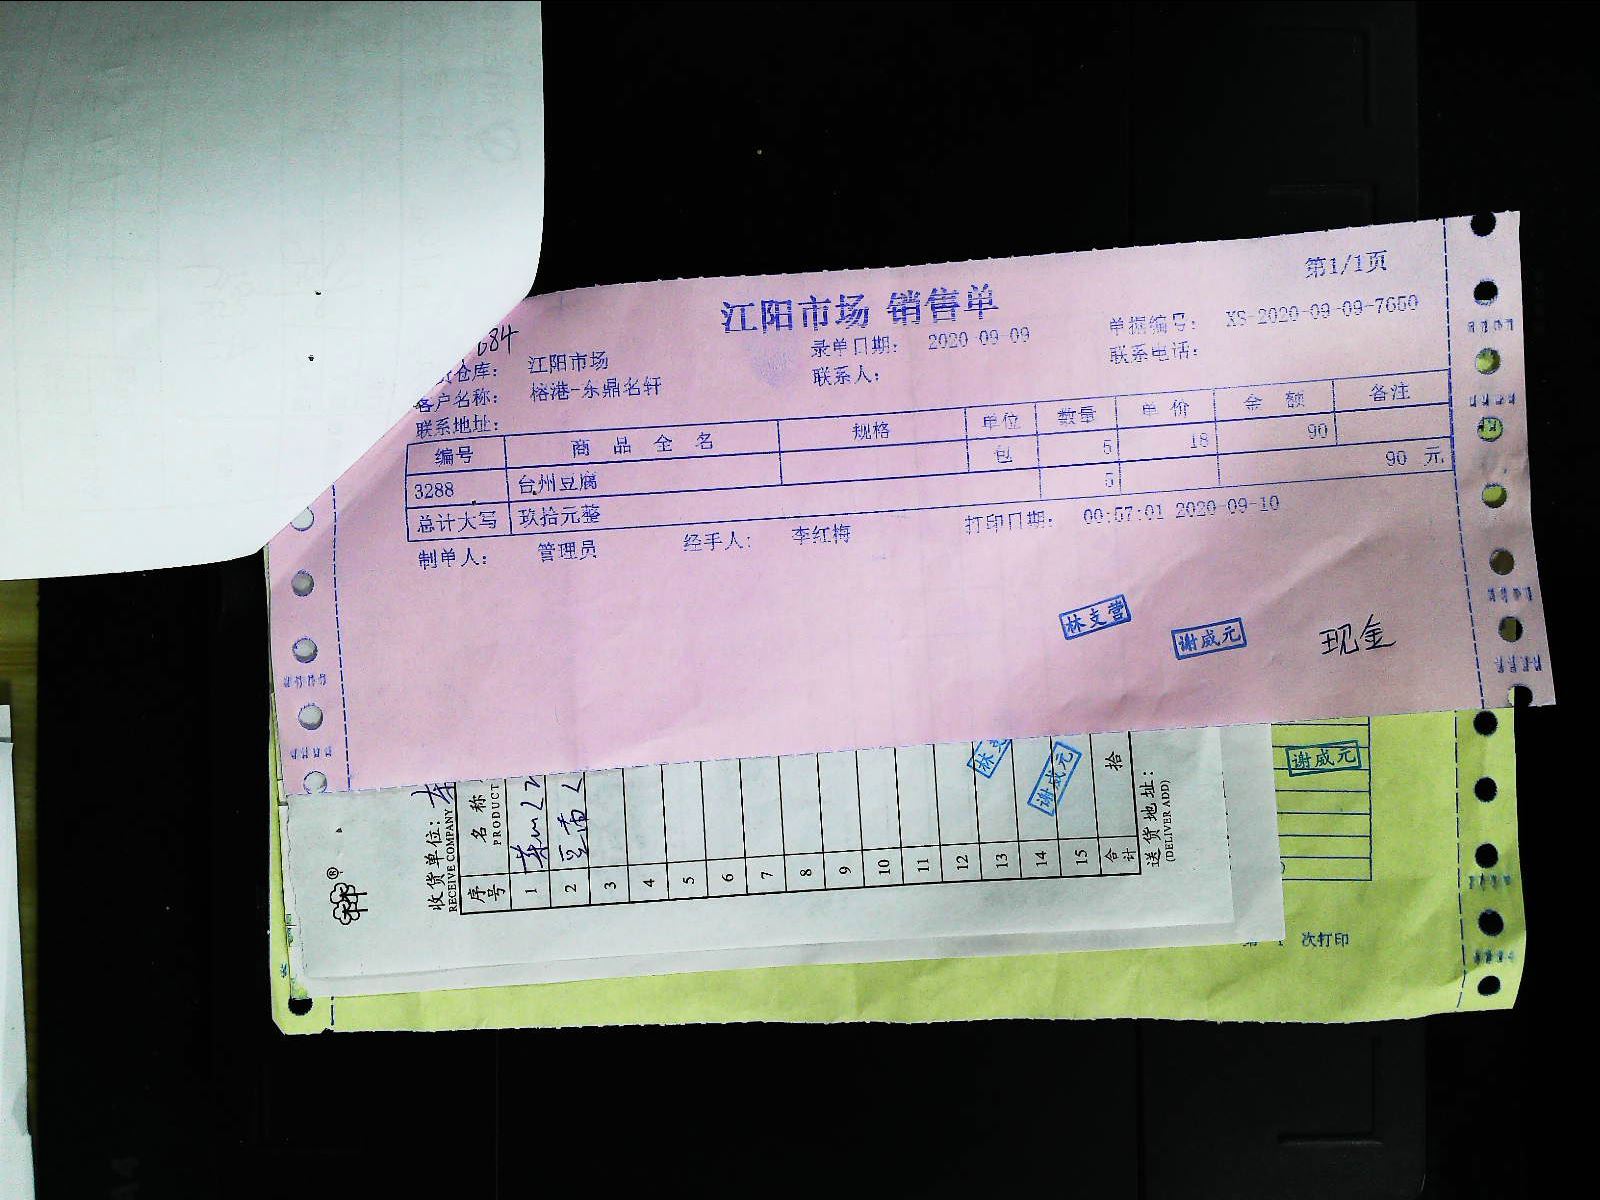 第1/1页
江阳市场 销售单
684
仓库： 江阳市场 录单日期： 2020-09-09 单据编号： XS-2020-09-09-7650
客户名称： 榕港-东鼎名轩 联系人： 联系电话：
联系地址：
编号 商品全名 规格 单位 数量 单价 金额 备注
3288 台州豆腐 包 5 18 90
总计大写 玖拾元整 5 90 元
制单人： 管理员 经手人： 李红梅 打印日期： 00:57:01 2020-09-10
林支营
谢威元
现金
谢威元
收货单位：
RECEIVE COMPANY
序号 名称
PRODUCT
1
2
3
4
5
6
7
8
9
10
11
12
13
14
15
合计 拾
送货地址：
(DELIVER ADD)
谢威元
次打印